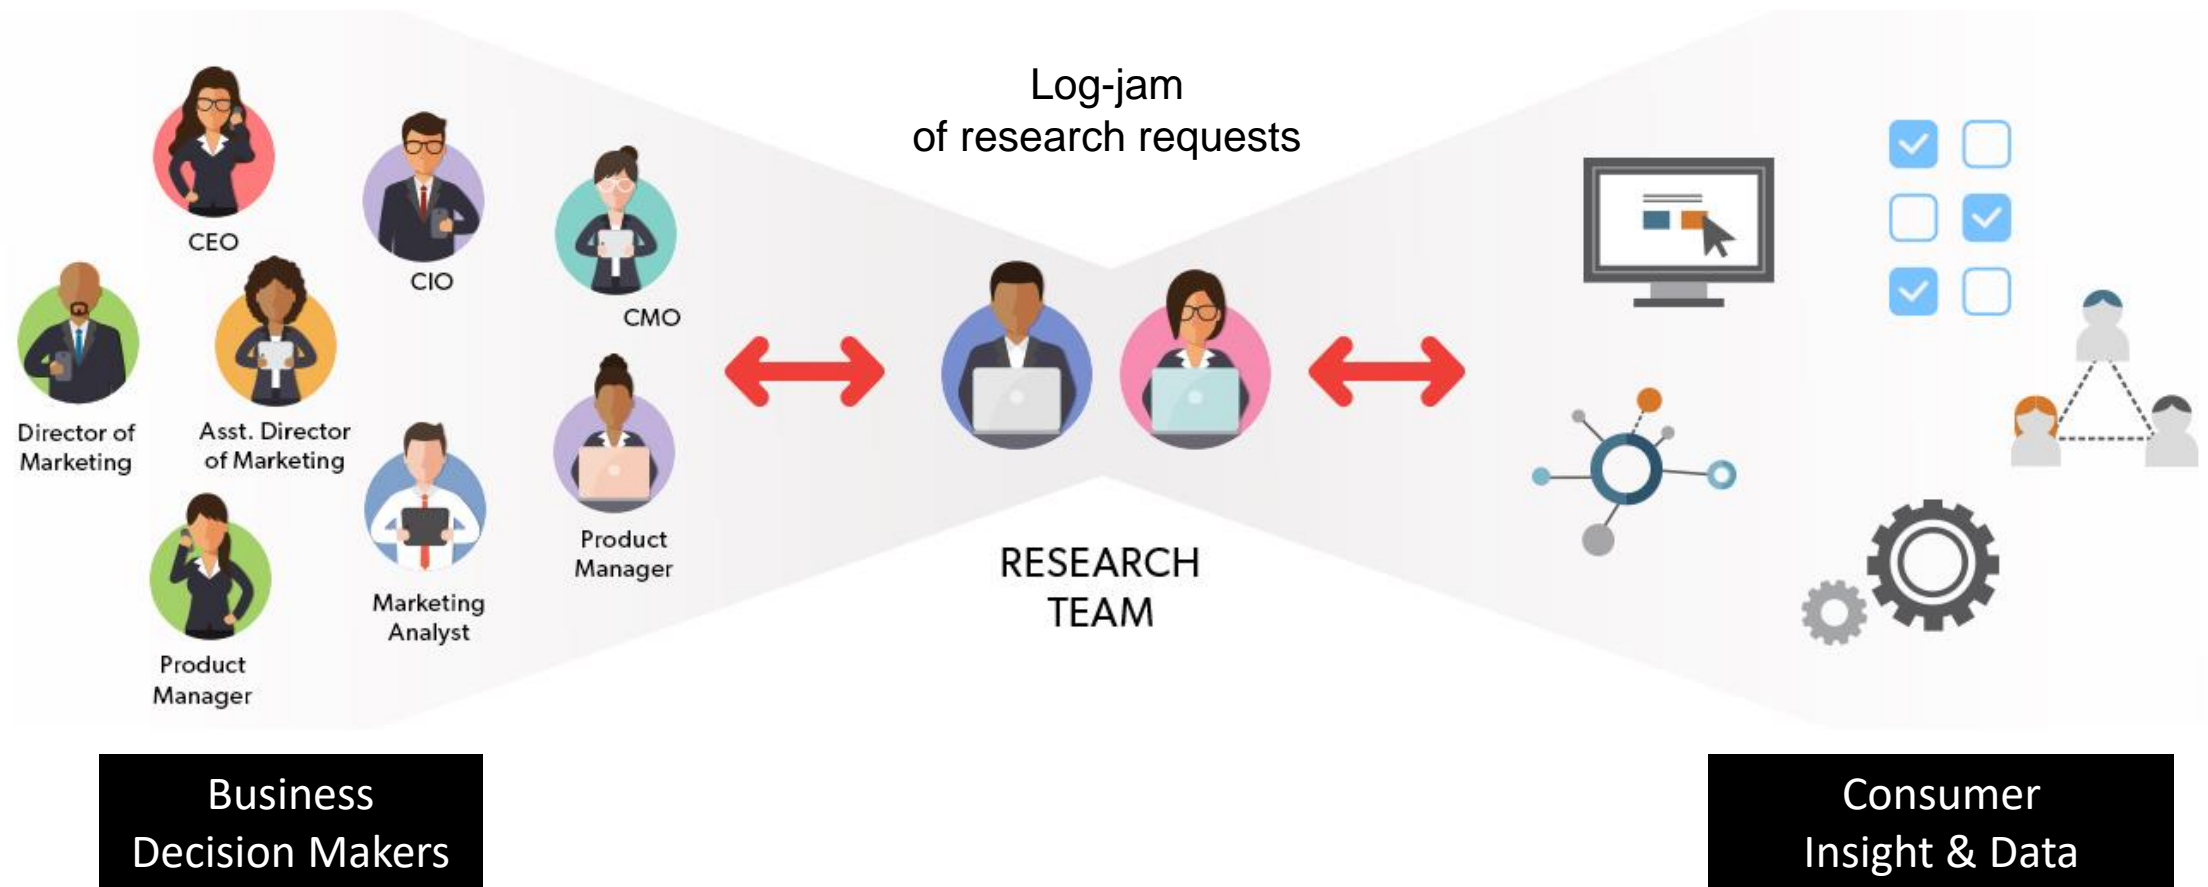 Log-jam
of research requests
CEO
CIO
CMO
Director of
Marketing
Asst. Director
of Marketing
Product
Manager
Marketing
Analyst
Product
Manager
RESEARCH
TEAM
Business
Decision Makers
Consumer
Insight & Data